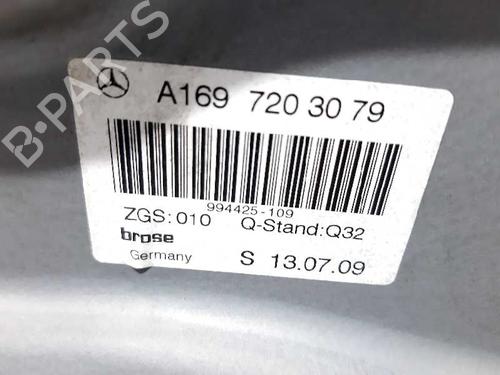 B-PARTS
A169 720 30 79
994425-109
ZGS:010 Q-Stand:Q32
brose
Germany S 13.07.09